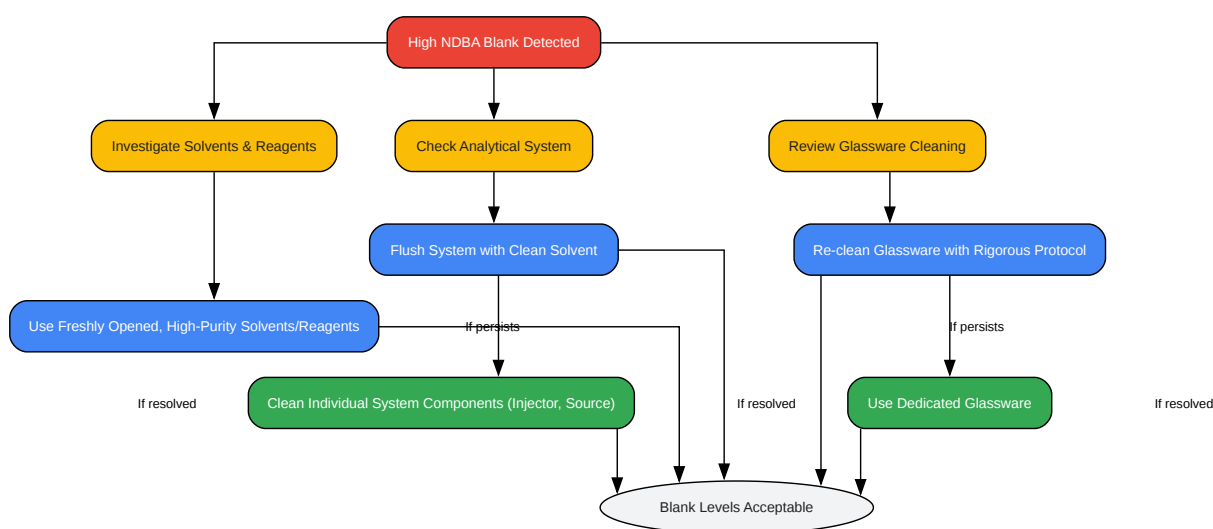 High NDBA Blank Detected
Investigate Solvents & Reagents
Check Analytical System
Review Glassware Cleaning
Flush System with Clean Solvent
Re-clean Glassware with Rigorous Protocol
Use Freshly Opened, High-Purity Solvents/Reagents
If persists
If persists
If resolved
Clean Individual System Components (Injector, Source)
If resolved
Use Dedicated Glassware
If resolved
Blank Levels Acceptable